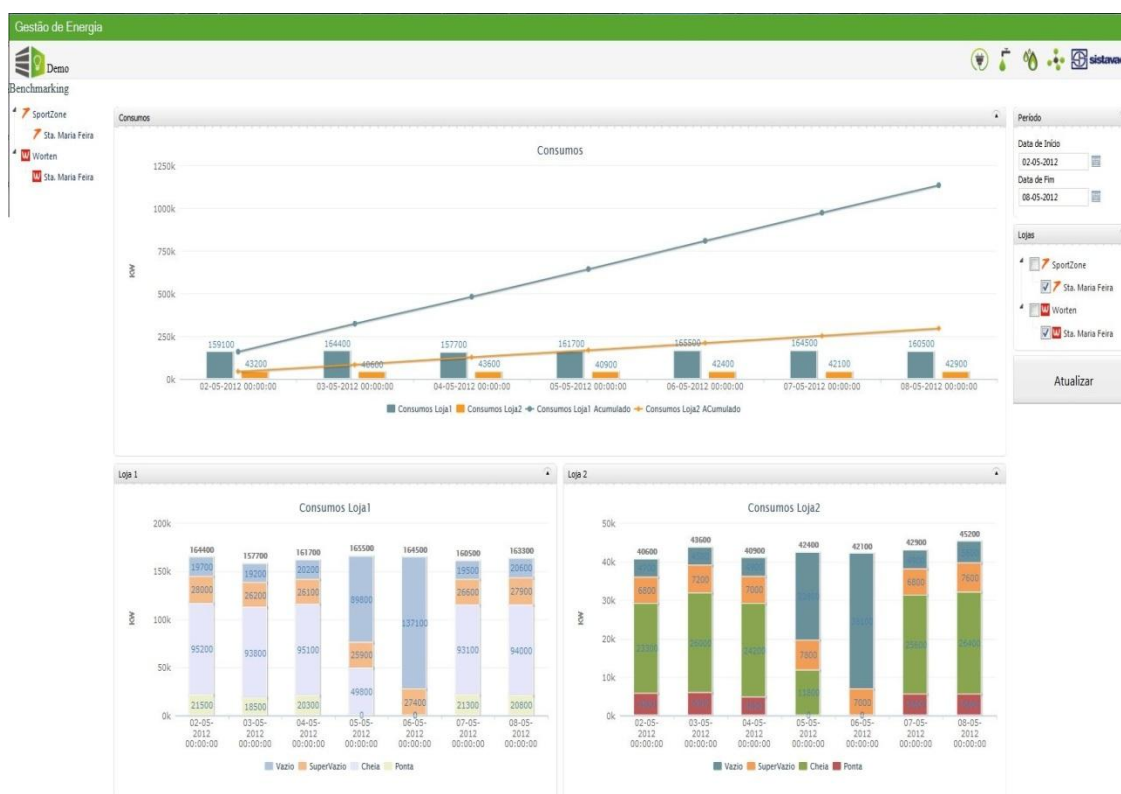 Gestão de Energia
Demo
sistavac
Benchmarking
SportZone
Sta. Maria Feira
Worten
Sta. Maria Feira
Consumos
Consumos
1250k
1000k
750k
500k
250k
0k
KW
159100 164400 157700 161700 165500 164500 160500
43200 40600 43600 40900 42400 42100 42900
02-05-2012 00:00:00 03-05-2012 00:00:00 04-05-2012 00:00:00 05-05-2012 00:00:00 06-05-2012 00:00:00 07-05-2012 00:00:00 08-05-2012 00:00:00
Consumos Loja1 Consumos Loja2 Consumos Loja1 Acumulado Consumos Loja2 ACumulado
Período
Data de Início
02-05-2012
Data de Fim
08-05-2012
Lojas
SportZone
Sta. Maria Feira
Worten
Sta. Maria Feira
Atualizar
Loja 1
Consumos Loja1
200k
150k
100k
50k
0k
KW
164400 157700 161700 165500 164500 160500 163300
19700 19200 20200 89800 137100 19500 20600
28000 26200 26100 25900 27400 26600 27900
95200 93800 95100 49800 0 93100 94000
21500 18500 20300 0 21300 20800
02-05-2012 00:00:00 03-05-2012 00:00:00 04-05-2012 00:00:00 05-05-2012 00:00:00 06-05-2012 00:00:00 07-05-2012 00:00:00 08-05-2012 00:00:00
Vazio SuperVazio Cheia Ponta
Loja 2
Consumos Loja2
50k
40k
30k
20k
10k
0k
KW
40600 43600 40900 42400 42100 42900 45200
6800 7200 7000 7800 7000 6800 7600
26000 24200 11800 0 25600 26400
0
02-05-2012 00:00:00 03-05-2012 00:00:00 04-05-2012 00:00:00 05-05-2012 00:00:00 06-05-2012 00:00:00 07-05-2012 00:00:00 08-05-2012 00:00:00
Vazio SuperVazio Cheia Ponta